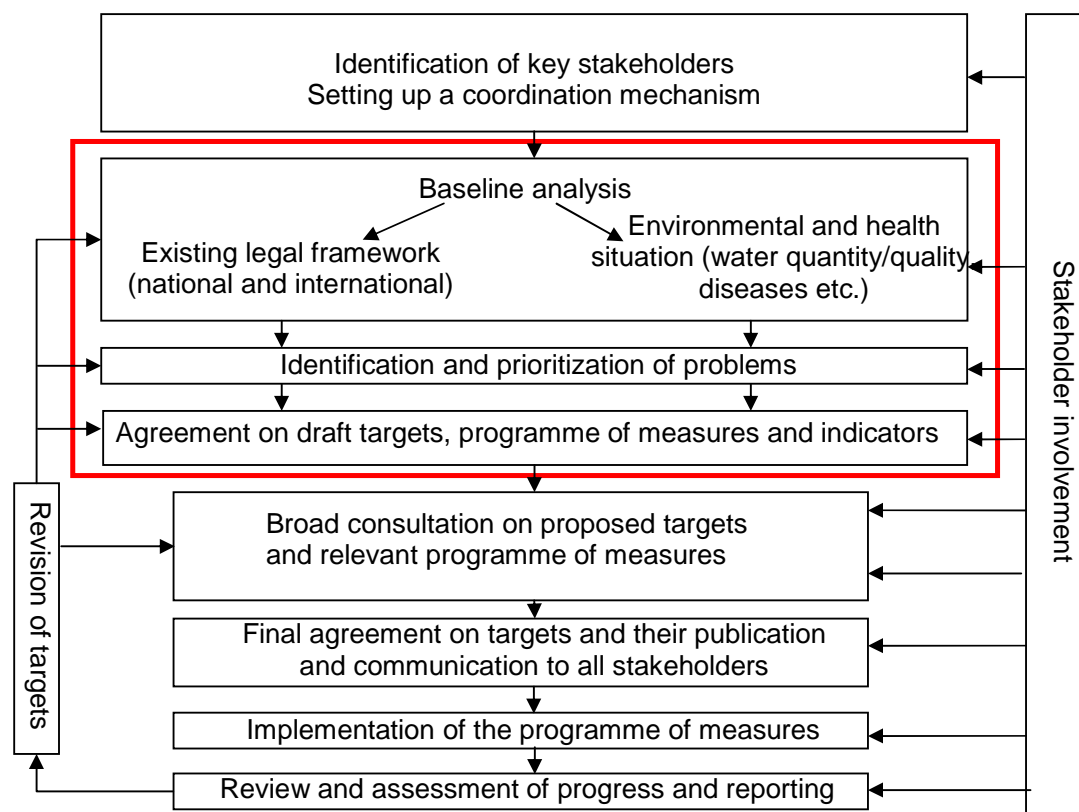 Identification of key stakeholders
Setting up a coordination mechanism
Baseline analysis
Existing legal framework
(national and international)
Environmental and health
situation (water quantity/quality
diseases etc.)
Identification and prioritization of problems
Agreement on draft targets, programme of measures and indicators
Broad consultation on proposed targets
and relevant programme of measures
Final agreement on targets and their publication
and communication to all stakeholders
Implementation of the programme of measures
Review and assessment of progress and reporting
Revision of targets
Stakeholder involvement